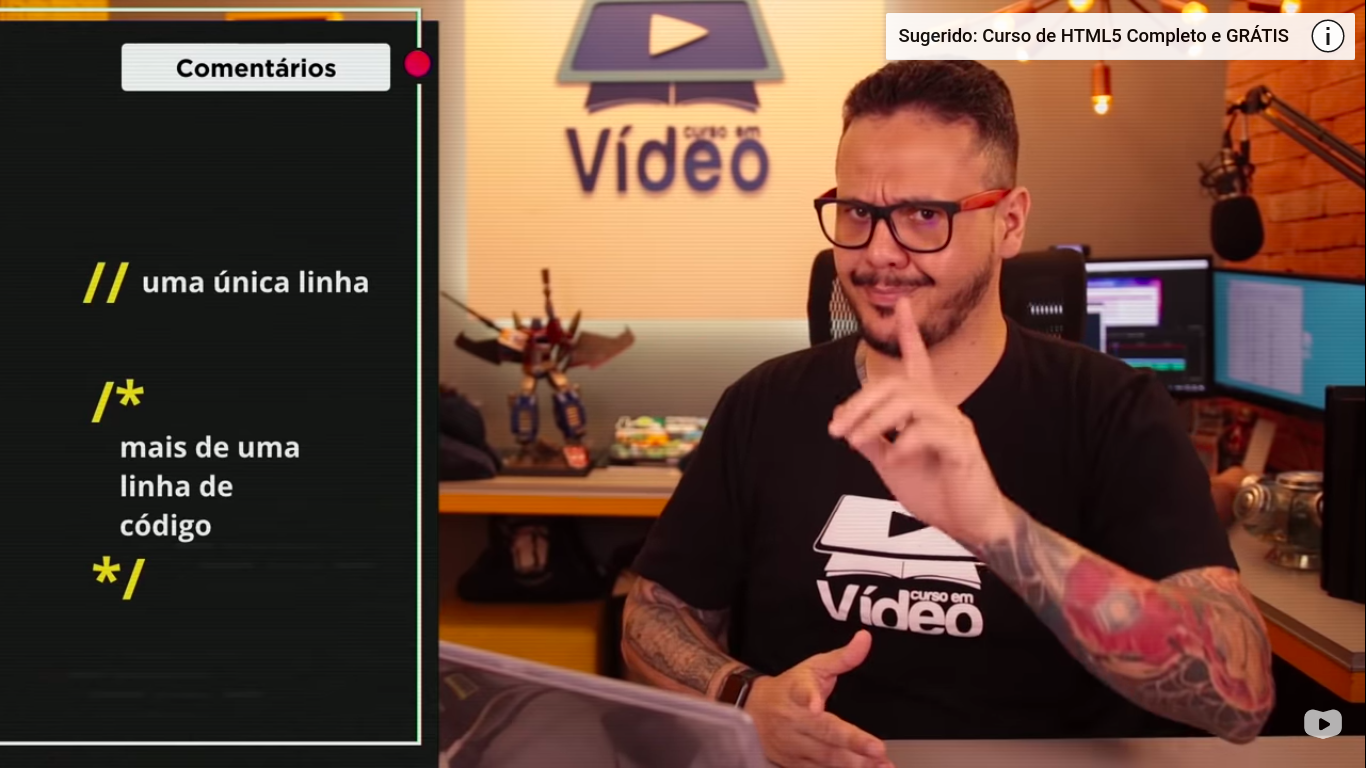 Comentários
// uma única linha
/*
mais de uma
linha de
código
*/
curso em
Vídeo
Sugerido: Curso de HTML5 Completo e GRÁTIS
i
curso em
Vídeo